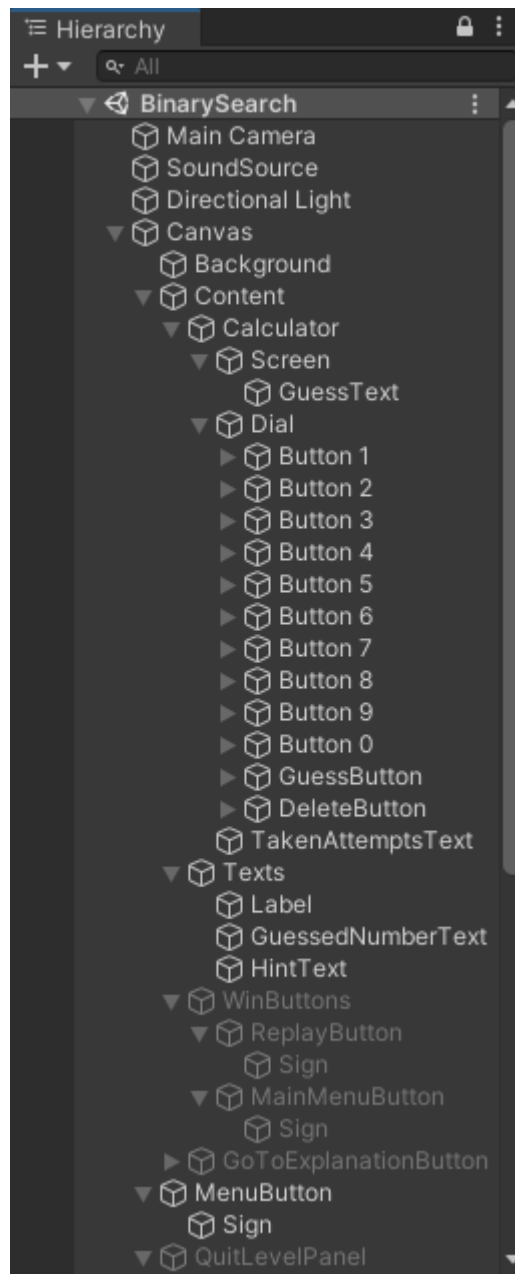 Hierarchy
All
BinarySearch
Main Camera
SoundSource
Directional Light
Canvas
Background
Content
Calculator
Screen
GuessText
Dial
Button 1
Button 2
Button 3
Button 4
Button 5
Button 6
Button 7
Button 8
Button 9
Button 0
GuessButton
DeleteButton
TakenAttemptsText
Texts
Label
GuessedNumberText
HintText
WinButtons
ReplayButton
Sign
MainMenuButton
Sign
GoToExplanationButton
MenuButton
Sign
QuitLevelPanel